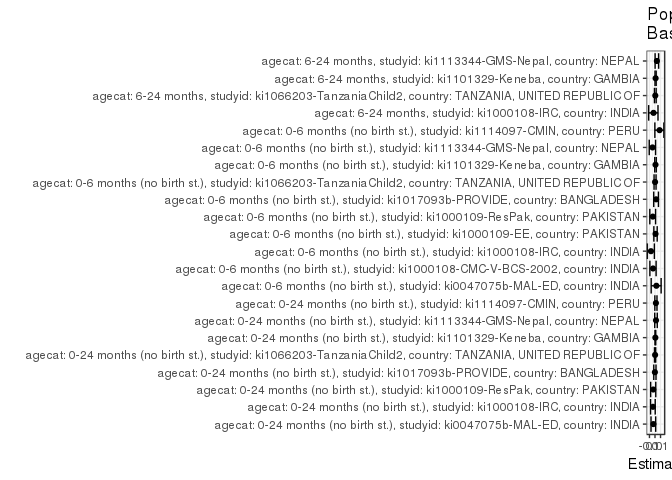 Pop
Bas
agecat: 6-24 months, studyid: ki1113344-GMS-Nepal, country: NEPAL
agecat: 6-24 months, studyid: ki1101329-Keneba, country: GAMBIA
agecat: 6-24 months, studyid: ki1066203-TanzaniaChild2, country: TANZANIA, UNITED REPUBLIC OF
agecat: 6-24 months, studyid: ki1000108-IRC, country: INDIA
agecat: 0-6 months (no birth st.), studyid: ki1114097-CMIN, country: PERU
agecat: 0-6 months (no birth st.), studyid: ki1113344-GMS-Nepal, country: NEPAL
agecat: 0-6 months (no birth st.), studyid: ki1101329-Keneba, country: GAMBIA
agecat: 0-6 months (no birth st.), studyid: ki1066203-TanzaniaChild2, country: TANZANIA, UNITED REPUBLIC OF
agecat: 0-6 months (no birth st.), studyid: ki1017093b-PROVIDE, country: BANGLADESH
agecat: 0-6 months (no birth st.), studyid: ki1000109-ResPak, country: PAKISTAN
agecat: 0-6 months (no birth st.), studyid: ki1000109-EE, country: PAKISTAN
agecat: 0-6 months (no birth st.), studyid: ki1000108-IRC, country: INDIA
agecat: 0-6 months (no birth st.), studyid: ki1000108-CMC-V-BCS-2002, country: INDIA
agecat: 0-6 months (no birth st.), studyid: ki0047075b-MAL-ED, country: INDIA
agecat: 0-24 months (no birth st.), studyid: ki1114097-CMIN, country: PERU
agecat: 0-24 months (no birth st.), studyid: ki1113344-GMS-Nepal, country: NEPAL
agecat: 0-24 months (no birth st.), studyid: ki1101329-Keneba, country: GAMBIA
agecat: 0-24 months (no birth st.), studyid: ki1066203-TanzaniaChild2, country: TANZANIA, UNITED REPUBLIC OF
agecat: 0-24 months (no birth st.), studyid: ki1017093b-PROVIDE, country: BANGLADESH
agecat: 0-24 months (no birth st.), studyid: ki1000109-ResPak, country: PAKISTAN
agecat: 0-24 months (no birth st.), studyid: ki1000108-IRC, country: INDIA
agecat: 0-24 months (no birth st.), studyid: ki0047075b-MAL-ED, country: INDIA
Estima